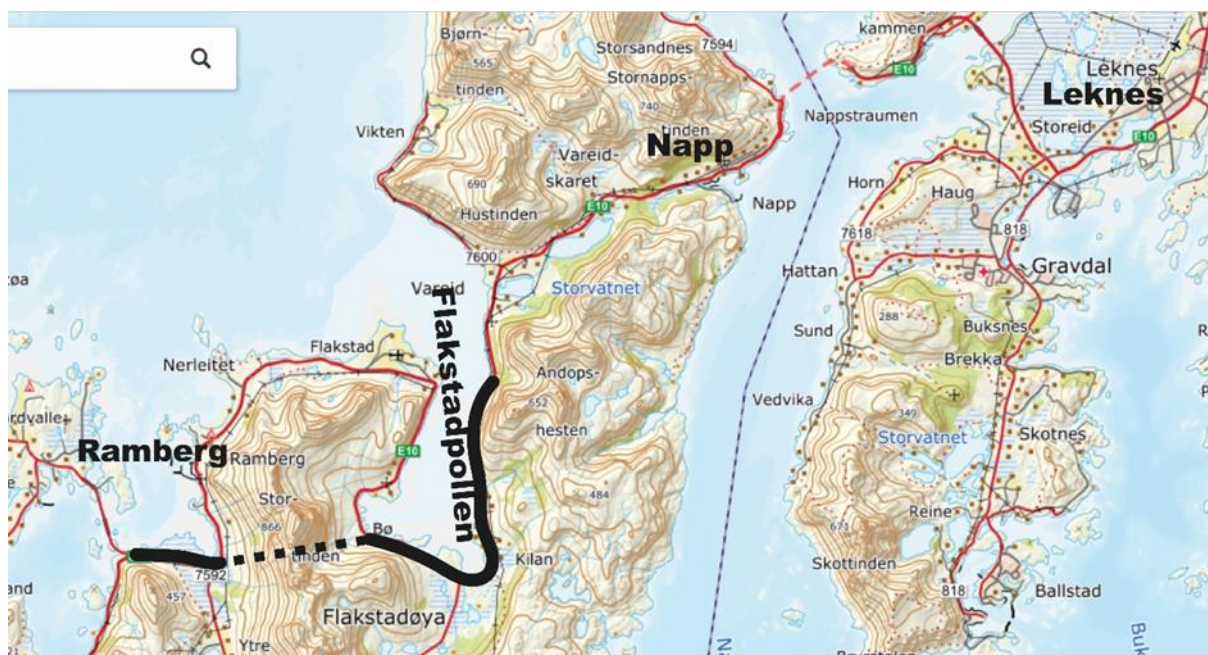 Bjørn-
565
tinden
Storsandnes
7594
Stornapps-
740
tinden
kammen
E10
Leknes
Leknes
Storeid
E10
Nappstraumen
Vikten
Napp
Vareid-
skaret
690
Hustinden
E10
Napp
Horn
Haug
7618
818
Gravdal
7600
Storvatnet
Hattan
Vareid
Flakstadpollen
288
Sund
Buksnes
Brekka
Flakstad
Nerleitet
Andops-
652
hesten
Vedvika
349
Storvatnet
Skotnes
Ramberg
Ramberg
E10
Stor-
866
tinden
484
Reine
671
Bø
Kilan
Skottinden
7592
457
818
Ballstad
Flakstadøya
Ytre